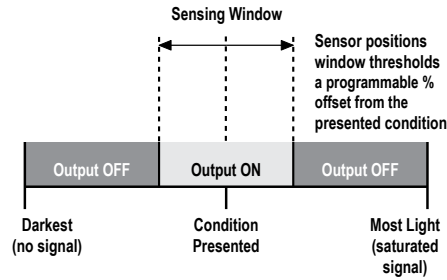 Sensing Window
Sensor positions
window thresholds
a programmable %
offset from the
presented condition
Output OFF
Output ON
Output OFF
Darkest
(no signal)
Condition
Presented
Most Light
(saturated
signal)